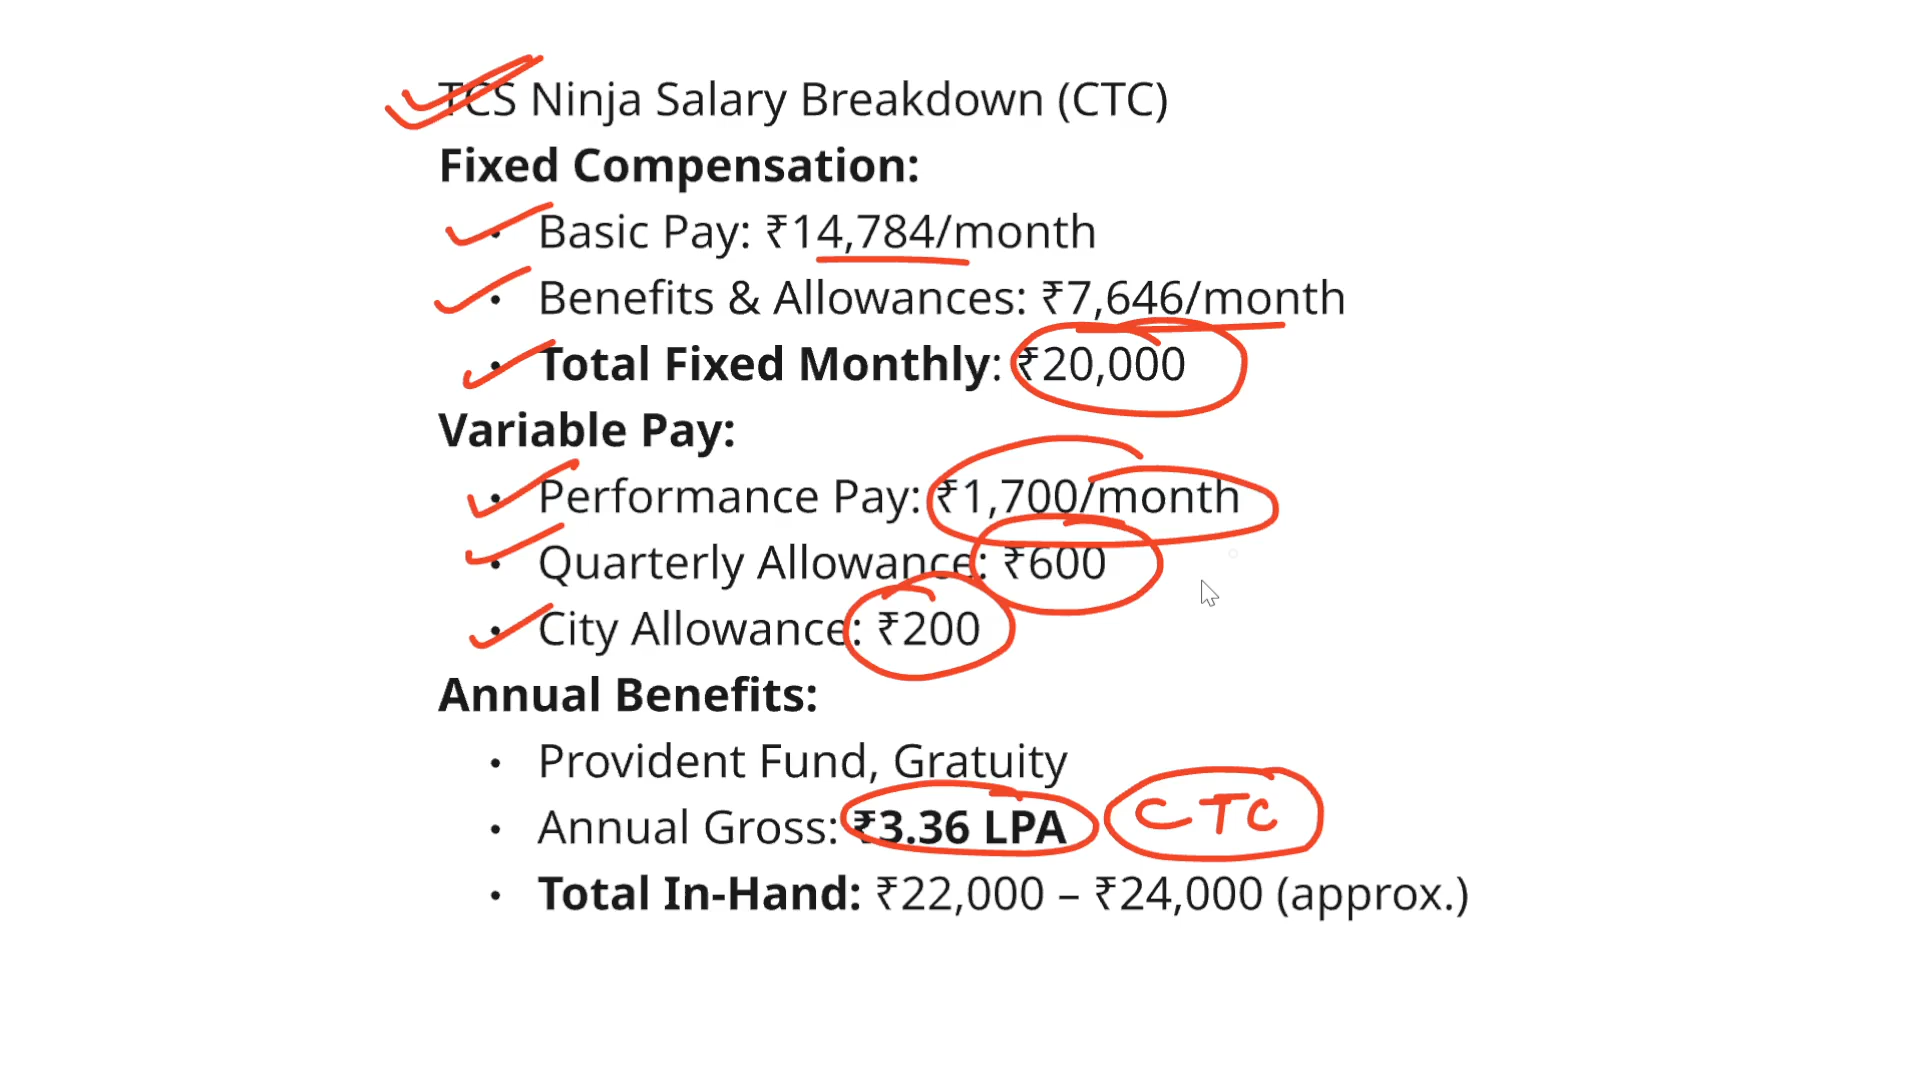 TCS Ninja Salary Breakdown (CTC)
Fixed Compensation:
• Basic Pay: ₹14,784/month
• Benefits & Allowances: ₹7,646/month
• Total Fixed Monthly: ₹20,000
Variable Pay:
• Performance Pay: ₹1,700/month
• Quarterly Allowance: ₹600
• City Allowance: ₹200
Annual Benefits:
• Provident Fund, Gratuity
• Annual Gross: ₹3.36 LPA CTC
• Total In-Hand: ₹22,000 – ₹24,000 (approx.)